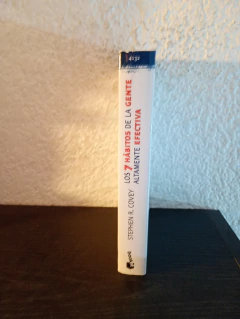 LOS 7 HÁBITOS DE LA GENTE
ALTAMENTE EFECTIVA
STEPHEN R. COVEY